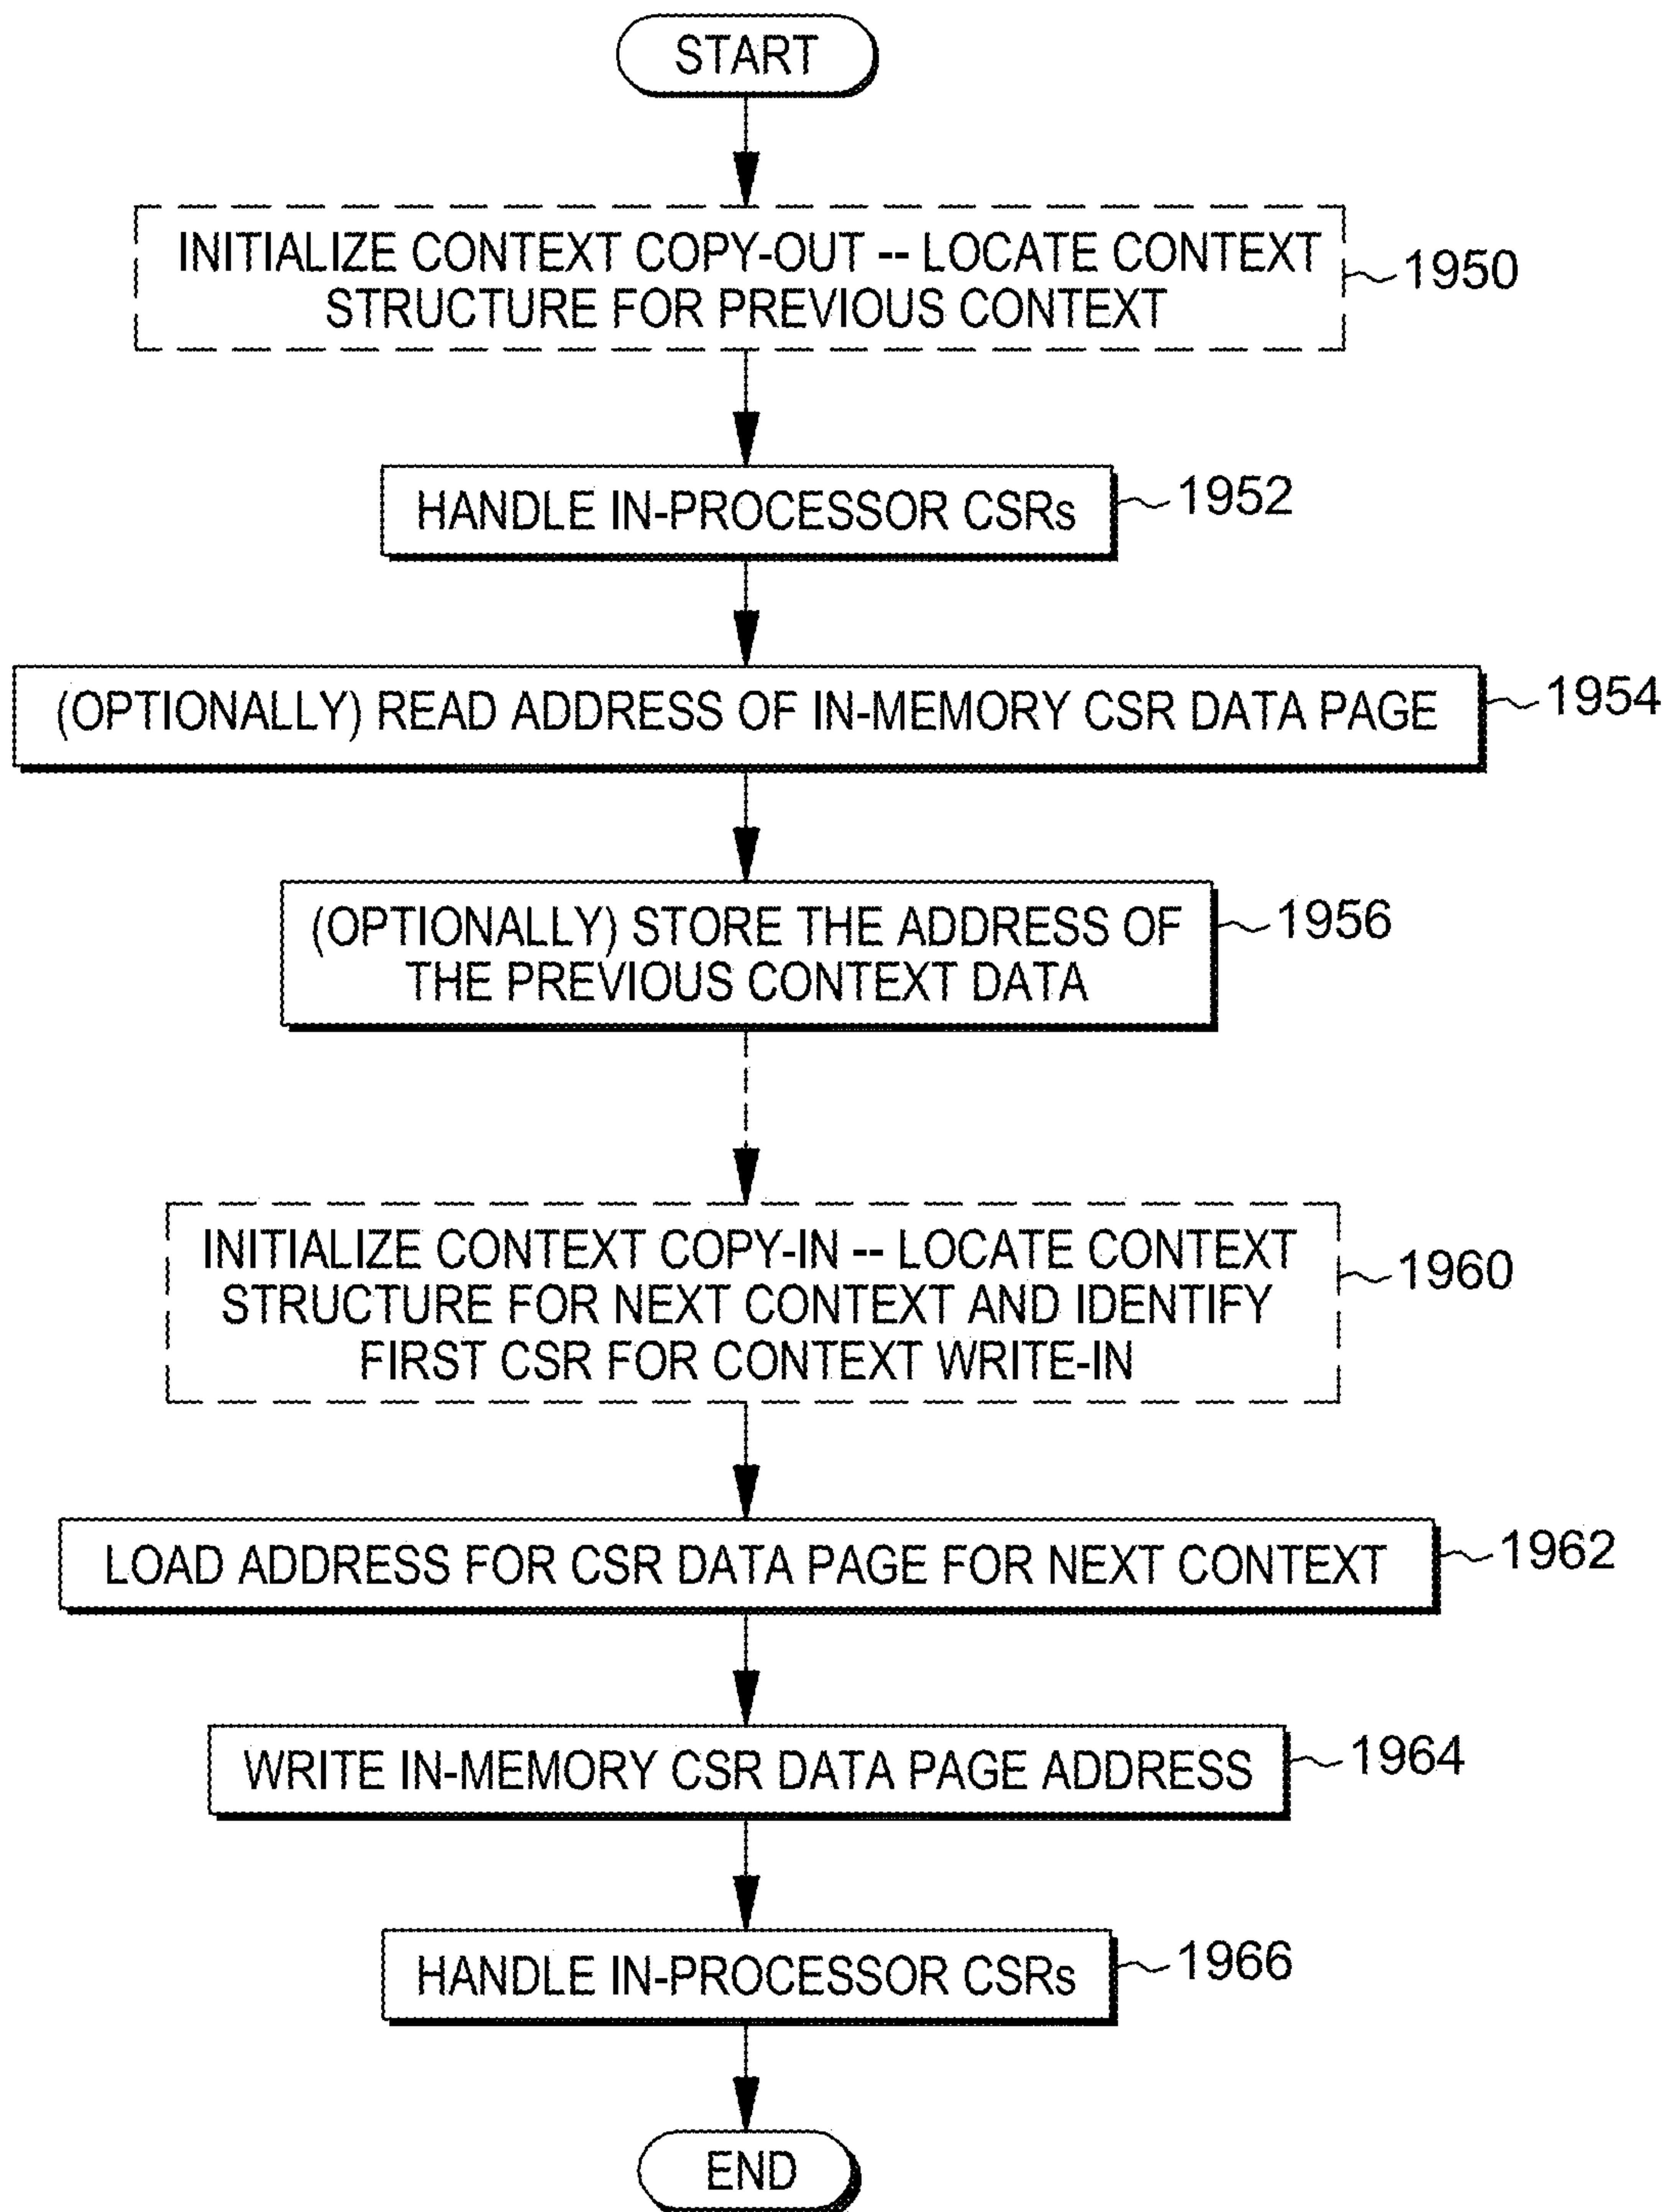 START
INITIALIZE CONTEXT COPY-OUT -- LOCATE CONTEXT
STRUCTURE FOR PREVIOUS CONTEXT
1950
HANDLE IN-PROCESSOR CSRs
1952
(OPTIONALLY) READ ADDRESS OF IN-MEMORY CSR DATA PAGE
1954
(OPTIONALLY) STORE THE ADDRESS OF
THE PREVIOUS CONTEXT DATA
1956
INITIALIZE CONTEXT COPY-IN -- LOCATE CONTEXT
STRUCTURE FOR NEXT CONTEXT AND IDENTIFY
FIRST CSR FOR CONTEXT WRITE-IN
1960
LOAD ADDRESS FOR CSR DATA PAGE FOR NEXT CONTEXT
1962
WRITE IN-MEMORY CSR DATA PAGE ADDRESS
1964
HANDLE IN-PROCESSOR CSRs
1966
END